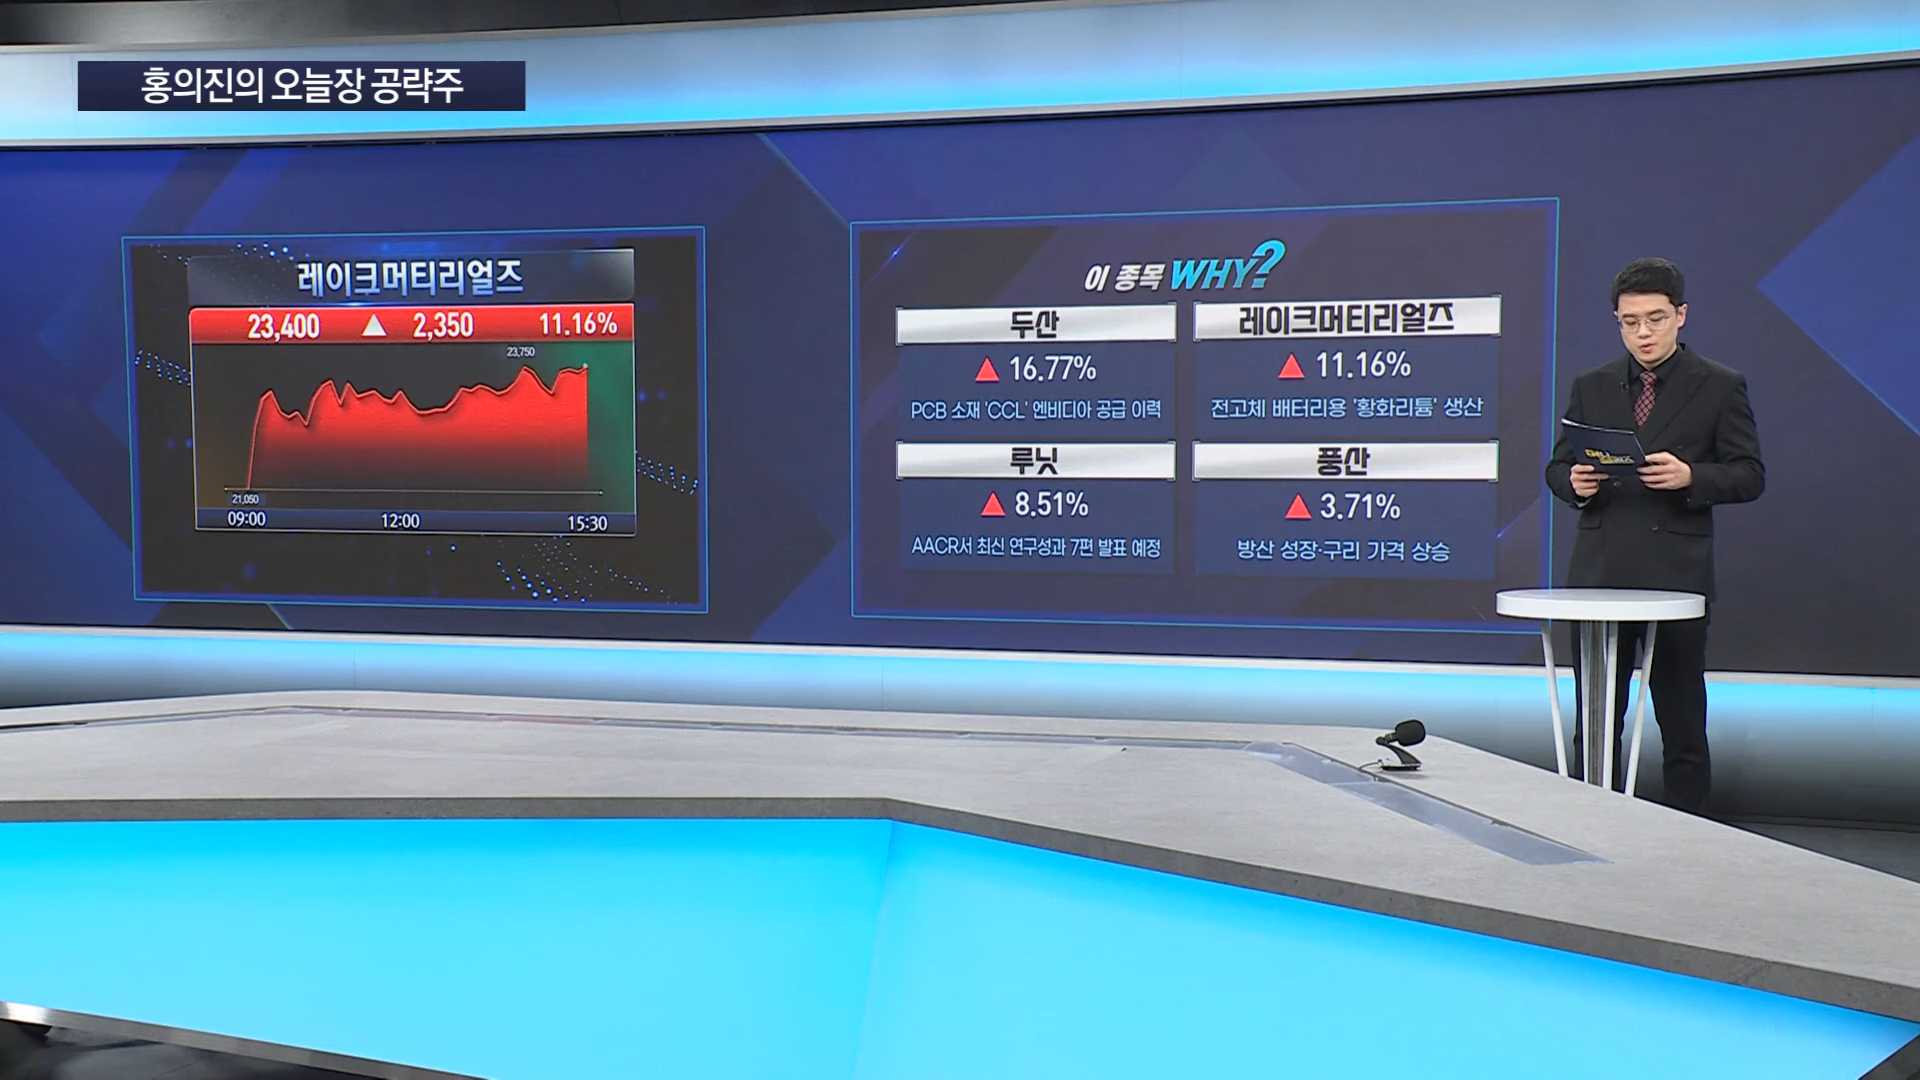 홍의진의 오늘장 공략주
레이크머티리얼즈
23,400 ▲ 2,350 11.16%
23,750
21,050
09:00 12:00 15:30
이 종목 WHY?
두산
▲ 16.77%
PCB 소재 'CCL' 엔비디아 공급 이력
레이크머티리얼즈
▲ 11.16%
전고체 배터리용 '황화리튬' 생산
루닛
▲ 8.51%
AACR서 최신 연구성과 7편 발표 예정
풍산
▲ 3.71%
방산 성장·구리 가격 상승